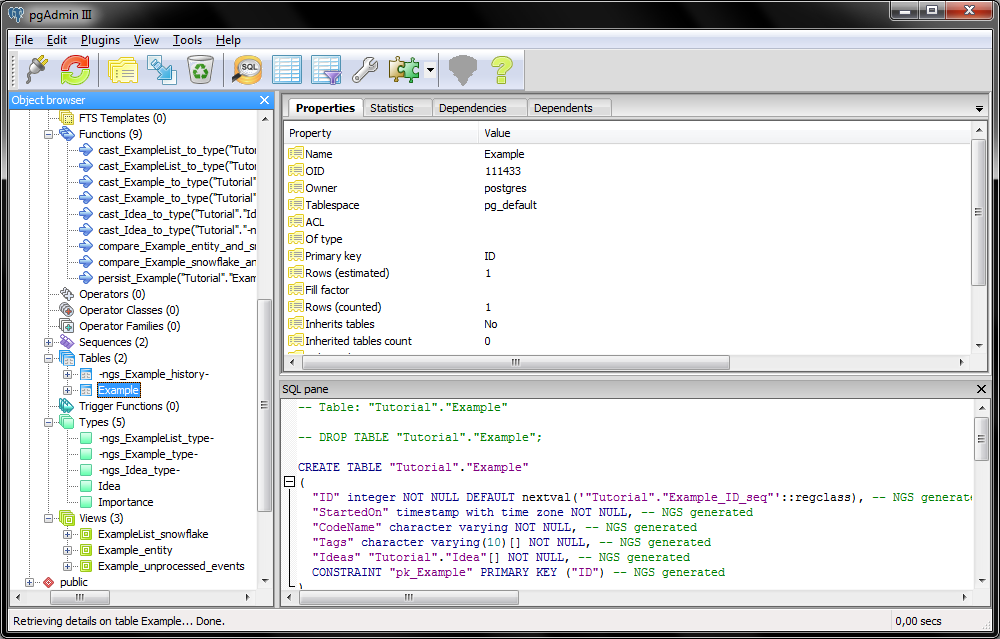 pgAdmin III
File Edit Plugins View Tools Help
SQL
Object browser
FTS Templates (0)
Functions (9)
cast_ExampleList_to_type("Tuto
cast_ExampleList_to_type("Tuto
cast_Example_to_type("Tutorial"
cast_Example_to_type("Tutorial"
cast_Idea_to_type("Tutorial"."Id
cast_Idea_to_type("Tutorial"."-n
compare_Example_entity_and_sn
compare_Example_snowflake_an
persist_Example("Tutorial"."Exam
Operators (0)
Operator Classes (0)
Operator Families (0)
Sequences (2)
Tables (2)
-ngs_Example_history-
Example
Trigger Functions (0)
Types (5)
-ngs_ExampleList_type-
-ngs_Example_type-
-ngs_Idea_type-
Idea
Importance
Views (3)
ExampleList_snowflake
Example_entity
Example_unprocessed_events
public
Properties Statistics Dependencies Dependents
Property Value
Name Example
OID 111433
Owner postgres
Tablespace pg_default
ACL
Of type
Primary key ID
Rows (estimated) 1
Fill factor
Rows (counted) 1
Inherits tables No
Inherited tables count 0
SQL pane
-- Table: "Tutorial"."Example"
-- DROP TABLE "Tutorial"."Example";
CREATE TABLE "Tutorial"."Example"
(
"ID" integer NOT NULL DEFAULT nextval('"Tutorial"."Example_ID_seq"'::regclass), -- NGS generate
"StartedOn" timestamp with time zone NOT NULL, -- NGS generated
"CodeName" character varying NOT NULL, -- NGS generated
"Tags" character varying(10)[] NOT NULL, -- NGS generated
"Ideas" "Tutorial"."Idea"[] NOT NULL, -- NGS generated
CONSTRAINT "pk_Example" PRIMARY KEY ("ID") -- NGS generated
)
Retrieving details on table Example... Done. 0,00 secs